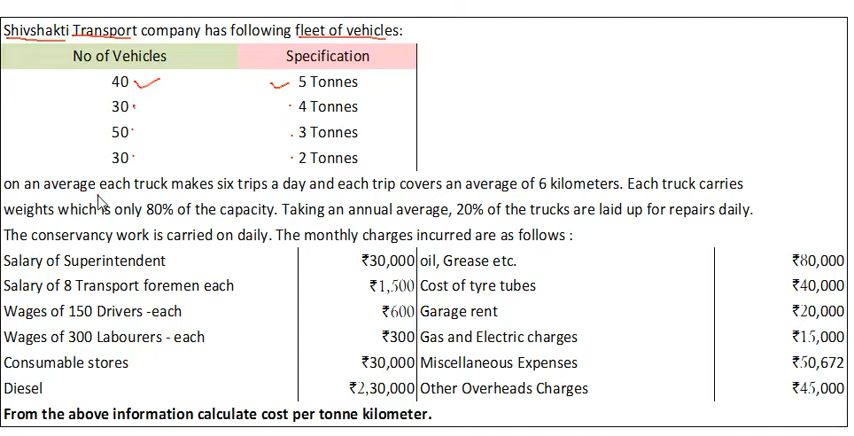 Shivshakti Transport company has following fleet of vehicles:
No of Vehicles Specification
40 5 Tonnes
30 4 Tonnes
50 3 Tonnes
30 2 Tonnes
on an average each truck makes six trips a day and each trip covers an average of 6 kilometers. Each truck carries
weights which is only 80% of the capacity. Taking an annual average, 20% of the trucks are laid up for repairs daily.
The conservancy work is carried on daily. The monthly charges incurred are as follows :
Salary of Superintendent ₹30,000 oil, Grease etc. ₹80,000
Salary of 8 Transport foremen each ₹1,500 Cost of tyre tubes ₹40,000
Wages of 150 Drivers -each ₹600 Garage rent ₹20,000
Wages of 300 Labourers - each ₹300 Gas and Electric charges ₹15,000
Consumable stores ₹30,000 Miscellaneous Expenses ₹50,672
Diesel ₹2,30,000 Other Overheads Charges ₹45,000
From the above information calculate cost per tonne kilometer.